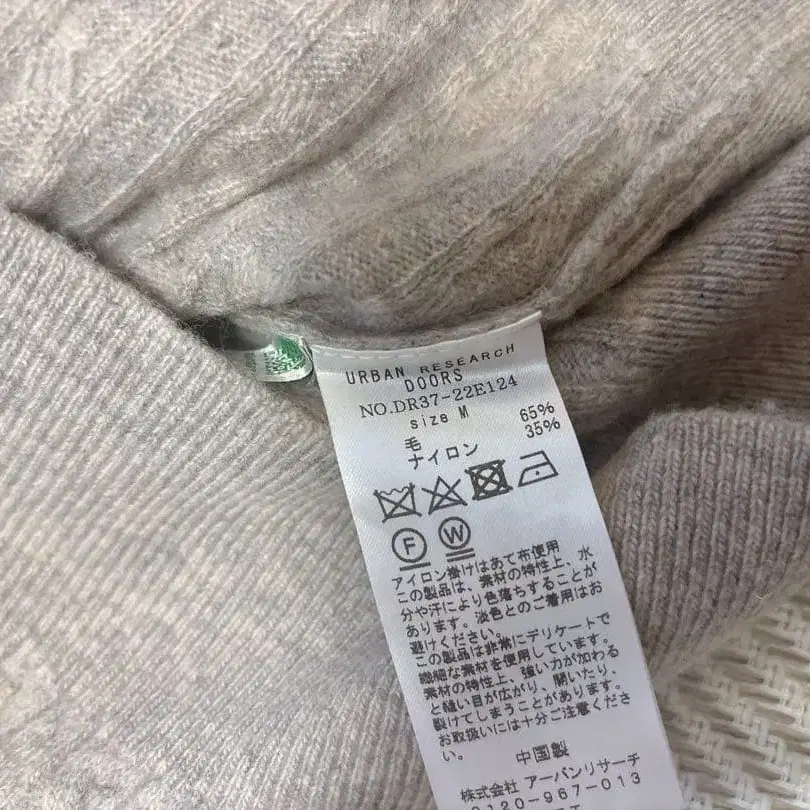 URBAN RESEARCH
DOORS
NO.DR37-22E124
size M
毛 65%
ナイロン 35%
F W
アイロン掛けはあて布使用
この製品は、素材の特性上、水
分や汗により色落ちすることが
あります。淡色とのご着用はお
避けください。
この製品は非常にデリケートで
繊細な素材を使用しています。
素材の特性上、強い力が加わる
と縫い目が広がり、開いたり、
裂けてしまうことがあります。
お取扱いには十分ご注意くださ
い。
中国製
株式会社 アーバンリサーチ
0120-967-013